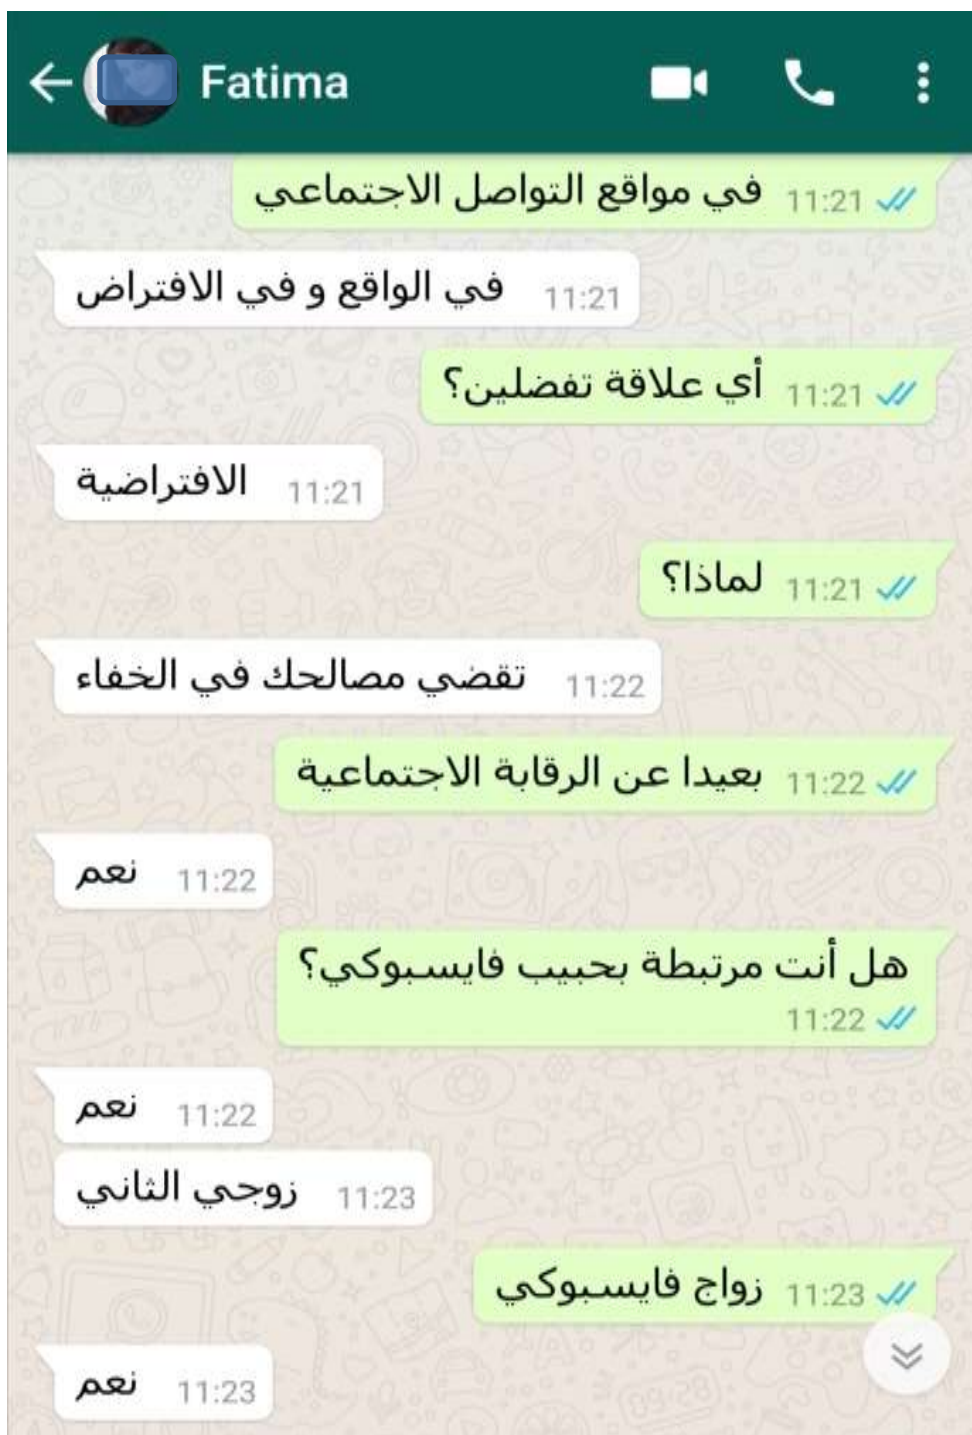 Fatima
في مواقع التواصل الاجتماعي 11:21
في الواقع و في الافتراض 11:21
أي علاقة تفضلين؟ 11:21
الافتراضية 11:21
لماذا؟ 11:21
تقضي مصالحك في الخفاء 11:22
بعيدا عن الرقابة الاجتماعية 11:22
نعم 11:22
هل أنت مرتبطة بحبيب فايسبوكي؟
11:22
نعم 11:22
زوجي الثاني 11:23
زواج فايسبوكي 11:23
نعم 11:23